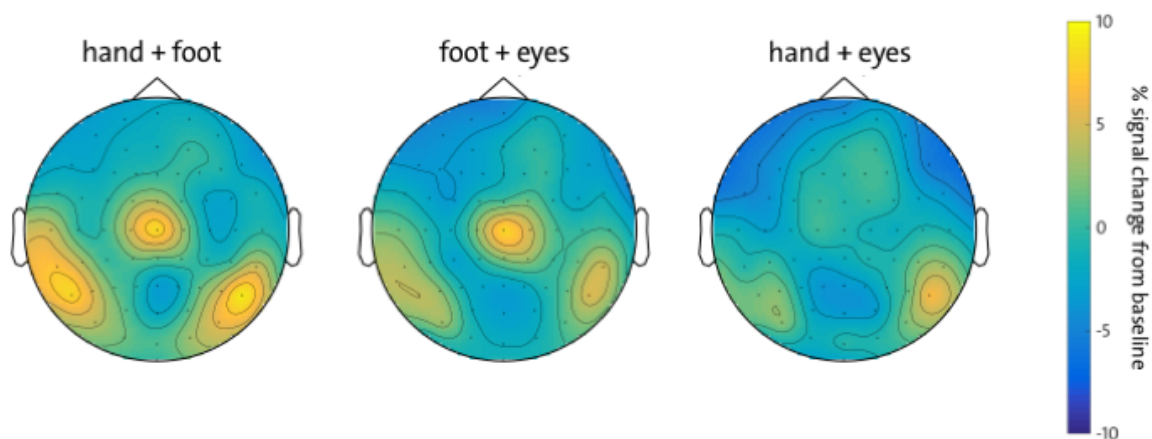 hand + foot
foot + eyes
hand + eyes
10
5
0
-5
-10
% signal change from baseline